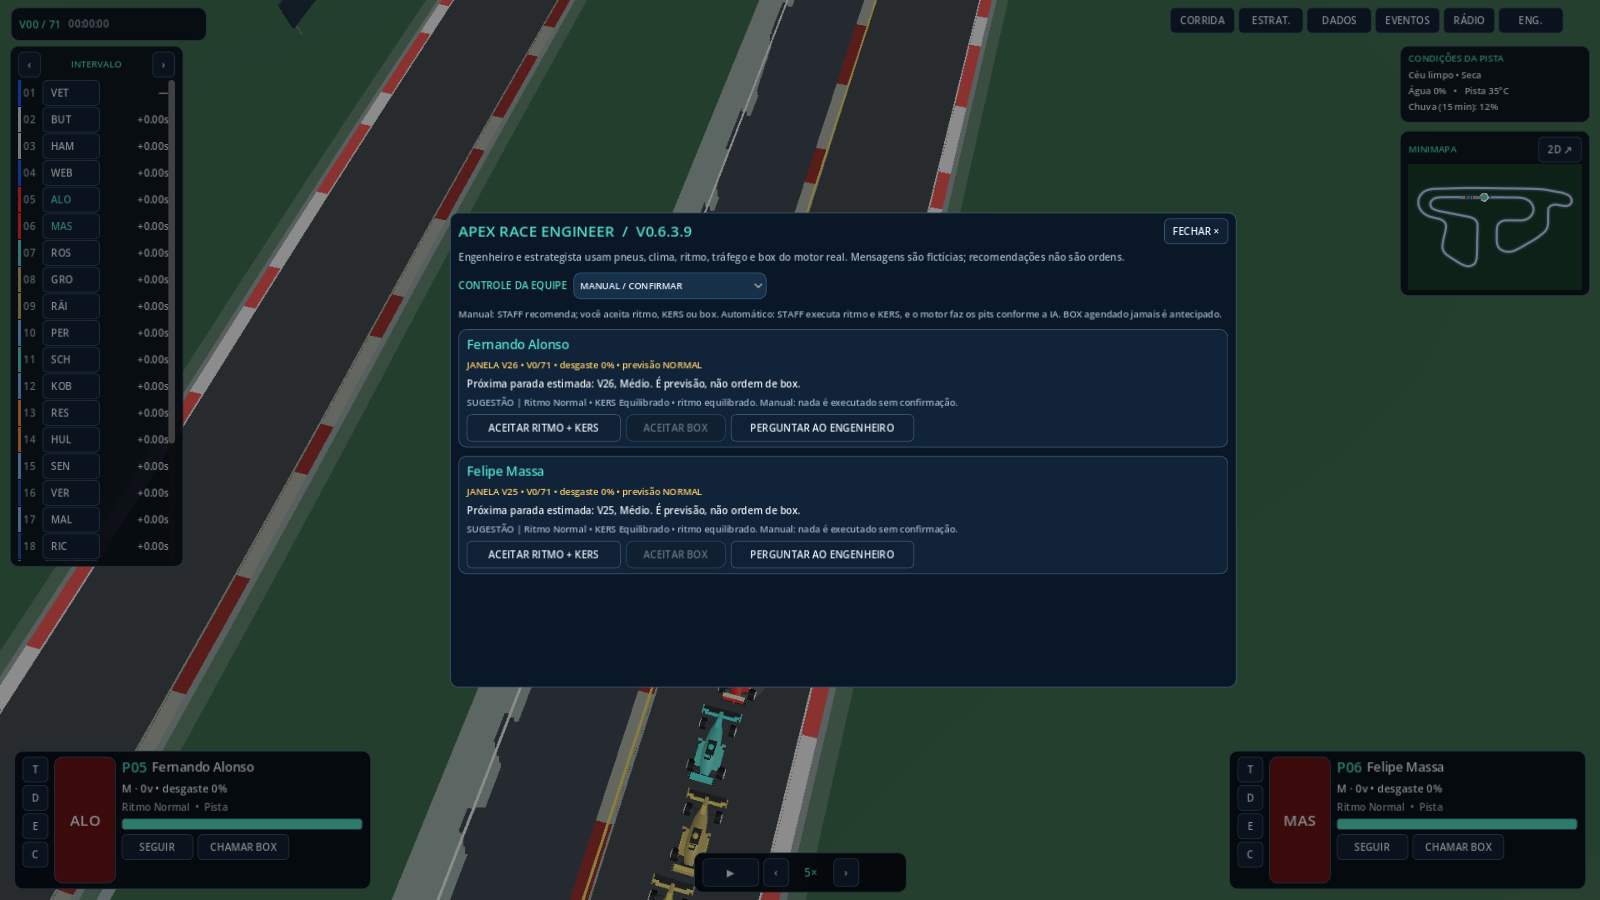 V00 / 71 00:00:00
CORRIDA
ESTRAT.
DADOS
EVENTOS
RÁDIO
ENG.
‹ INTERVALO ›
01 VET —
02 BUT +0.00s
03 HAM +0.00s
04 WEB +0.00s
05 ALO +0.00s
06 MAS +0.00s
07 ROS +0.00s
08 GRO +0.00s
09 RÄI +0.00s
10 PER +0.00s
11 SCH +0.00s
12 KOB +0.00s
13 RES +0.00s
14 HUL +0.00s
15 SEN +0.00s
16 VER +0.00s
17 MAL +0.00s
18 RIC +0.00s
CONDIÇÕES DA PISTA
Céu limpo • Seca
Água 0% • Pista 35°C
Chuva (15 min): 12%
MINIMAPA 2D ↗
APEX RACE ENGINEER / V0.6.3.9 FECHAR ×
Engenheiro e estrategista usam pneus, clima, ritmo, tráfego e box do motor real. Mensagens são fictícias; recomendações não são ordens.
CONTROLE DA EQUIPE MANUAL / CONFIRMAR
Manual: STAFF recomenda; você aceita ritmo, KERS ou box. Automático: STAFF executa ritmo e KERS, e o motor faz os pits conforme a IA. BOX agendado jamais é antecipado.
Fernando Alonso
JANELA V26 • V0/71 • desgaste 0% • previsão NORMAL
Próxima parada estimada: V26, Médio. É previsão, não ordem de box.
SUGESTÃO | Ritmo Normal • KERS Equilibrado • ritmo equilibrado. Manual: nada é executado sem confirmação.
ACEITAR RITMO + KERS ACEITAR BOX PERGUNTAR AO ENGENHEIRO
Felipe Massa
JANELA V25 • V0/71 • desgaste 0% • previsão NORMAL
Próxima parada estimada: V25, Médio. É previsão, não ordem de box.
SUGESTÃO | Ritmo Normal • KERS Equilibrado • ritmo equilibrado. Manual: nada é executado sem confirmação.
ACEITAR RITMO + KERS ACEITAR BOX PERGUNTAR AO ENGENHEIRO
T
D
E
C
ALO
P05 Fernando Alonso
M · 0v • desgaste 0%
Ritmo Normal • Pista
SEGUIR CHAMAR BOX
▶ ‹ 5× ›
T
D
E
C
MAS
P06 Felipe Massa
M · 0v • desgaste 0%
Ritmo Normal • Pista
SEGUIR CHAMAR BOX